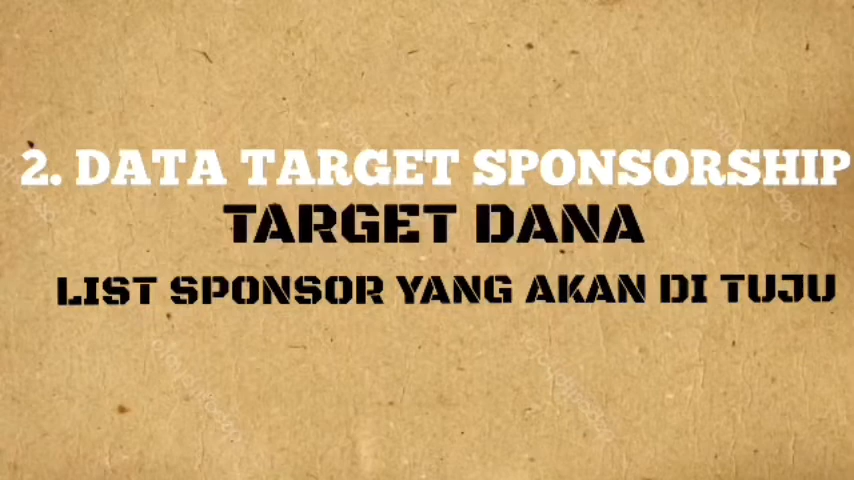 2. DATA TARGET SPONSORSHIP
TARGET DANA
LIST SPONSOR YANG AKAN DI TUJU